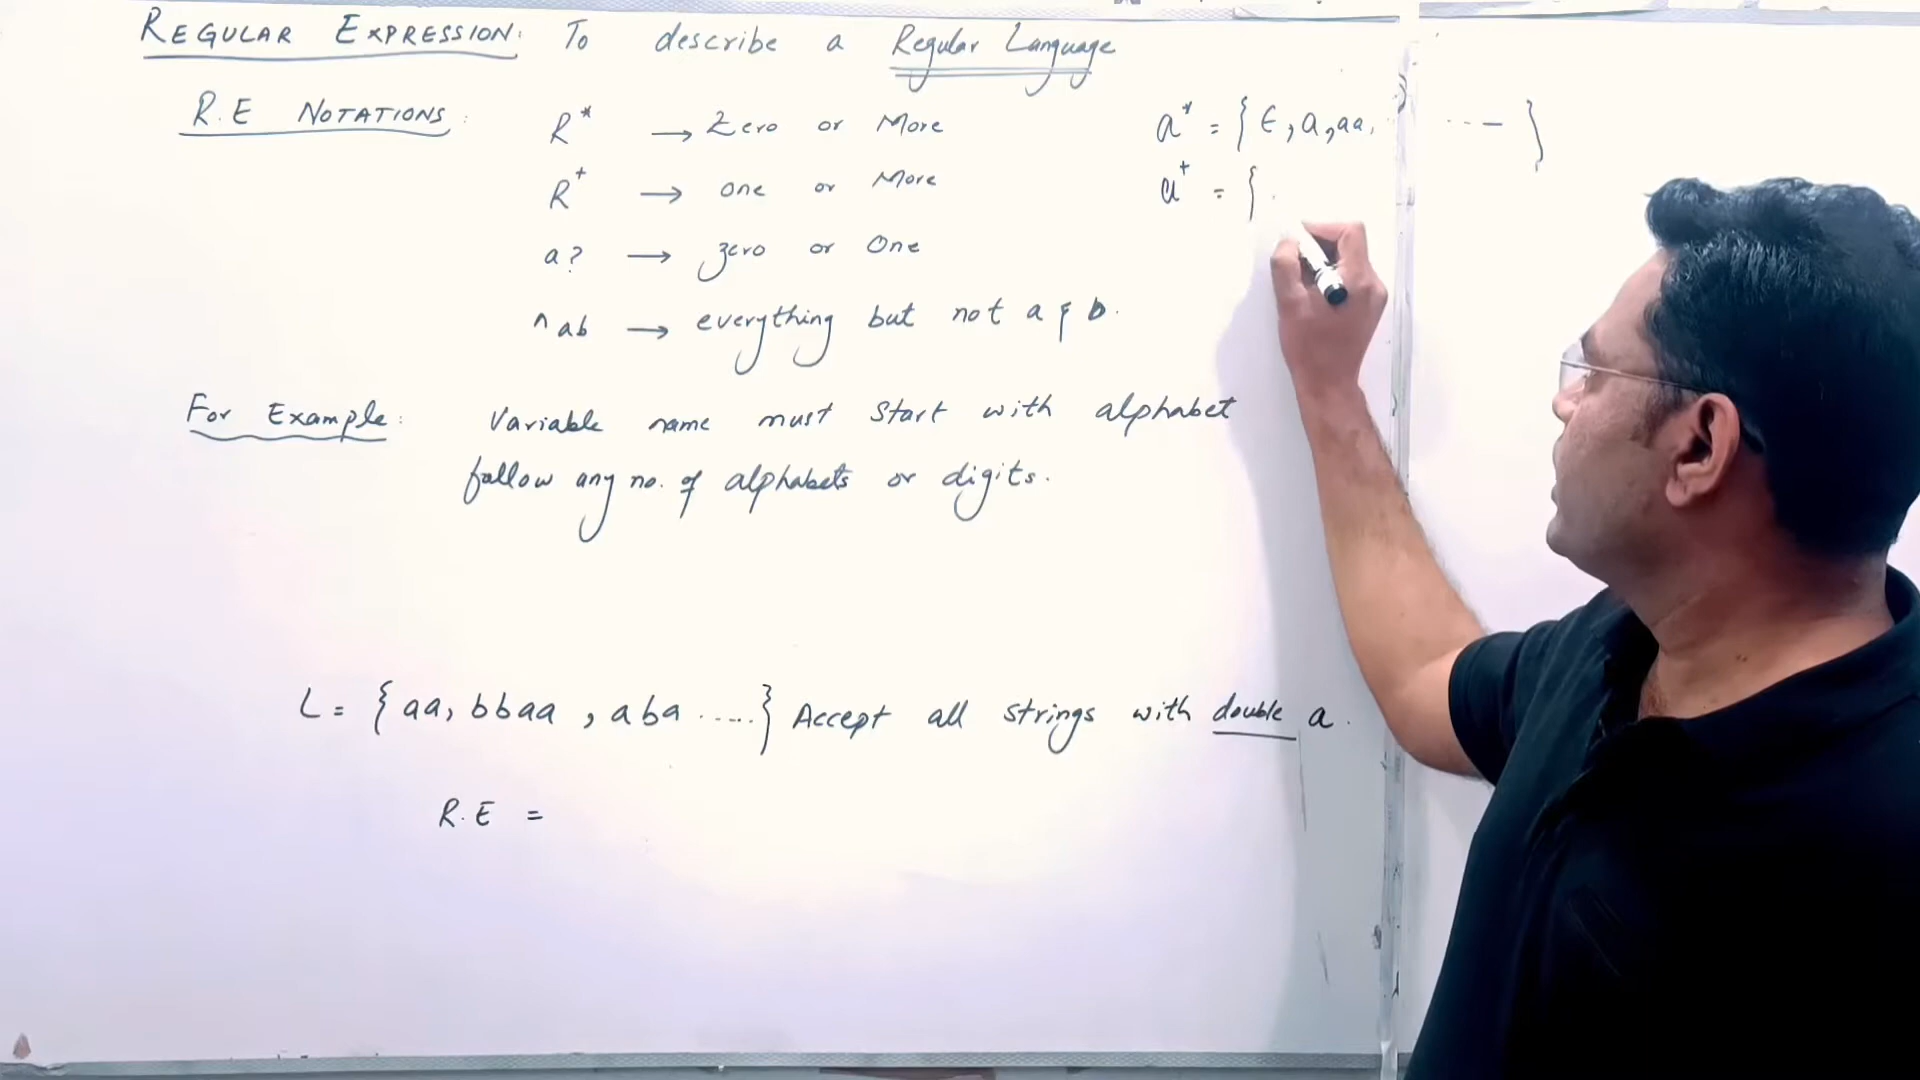 REGULAR EXPRESSION: To describe a Regular Language
R.E NOTATIONS: R* → Zero or More
a* = { ε, a, aa, ...— }
R+ → one or More
a+ = {
a? → zero or One
^ab → everything but not a & b.
For Example: Variable name must start with alphabet
follow any no. of alphabets or digits.
L = { aa, bbaa, aba ..... } Accept all strings with double a.
R.E =